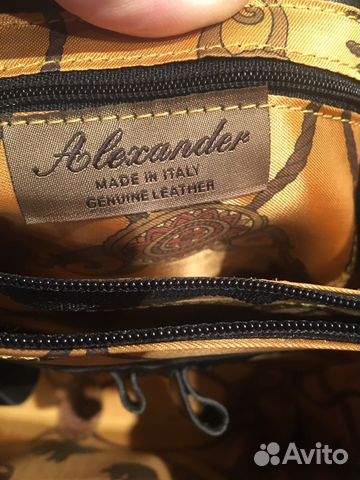 Alexander
MADE IN ITALY
GENUINE LEATHER
Avito